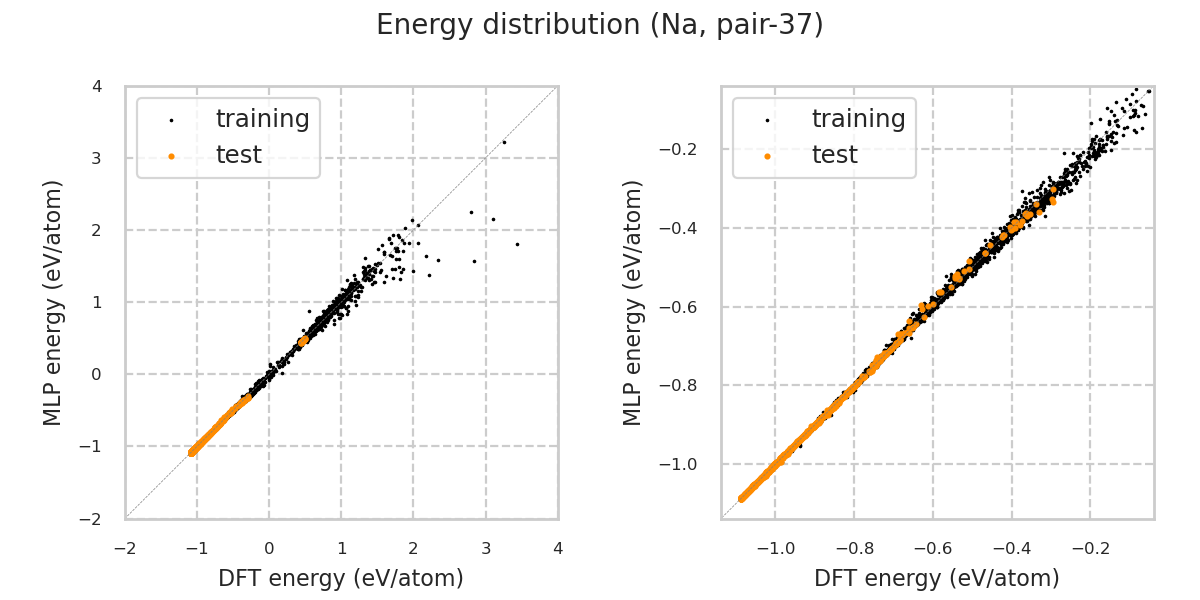 Energy distribution (Na, pair-37)
training
test
4
3
2
1
0
−1
−2
−2
−1
0
1
2
3
4
MLP energy (eV/atom)
DFT energy (eV/atom)
training
test
−0.2
−0.4
−0.6
−0.8
−1.0
−1.0
−0.8
−0.6
−0.4
−0.2
MLP energy (eV/atom)
DFT energy (eV/atom)